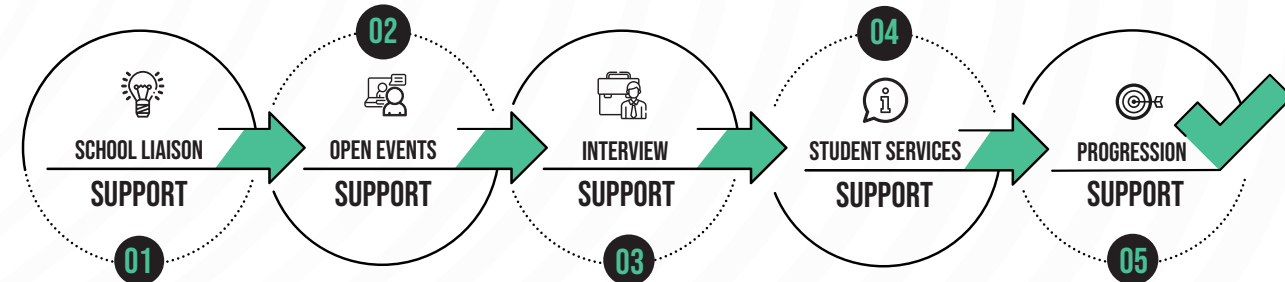 SCHOOL LIAISON
SUPPORT
01
02
OPEN EVENTS
SUPPORT
INTERVIEW
SUPPORT
03
04
i
STUDENT SERVICES
SUPPORT
PROGRESSION
SUPPORT
05